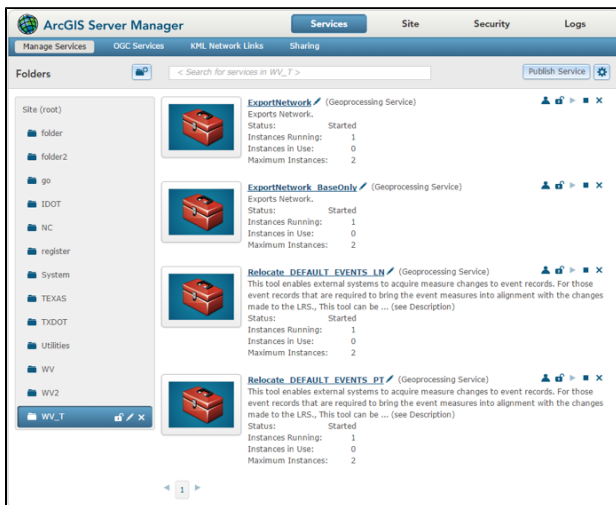 ArcGIS Server Manager
Services
Site
Security
Logs
Manage Services
OGC Services
KML Network Links
Sharing
Folders
< Search for services in WV_T >
Publish Service
Site (root)
folder
folder2
go
IDOT
NC
register
System
TEXAS
TXDOT
Utilities
WV
WV2
WV_T
ExportNetwork (Geoprocessing Service)
Exports Network.
Status: Started
Instances Running: 1
Instances in Use: 0
Maximum Instances: 2
ExportNetwork_BaseOnly (Geoprocessing Service)
Exports Network.
Status: Started
Instances Running: 1
Instances in Use: 0
Maximum Instances: 2
Relocate_DEFAULT_EVENTS_LN (Geoprocessing Service)
This tool enables external systems to acquire measure changes to event records. For those
event records that are required to bring the event measures into alignment with the changes
made to the LRS., This tool can be ... (see Description)
Status: Started
Instances Running: 1
Instances in Use: 0
Maximum Instances: 2
Relocate_DEFAULT_EVENTS_PT (Geoprocessing Service)
This tool enables external systems to acquire measure changes to event records. For those
event records that are required to bring the event measures into alignment with the changes
made to the LRS., This tool can be ... (see Description)
Status: Started
Instances Running: 1
Instances in Use: 0
Maximum Instances: 2
1